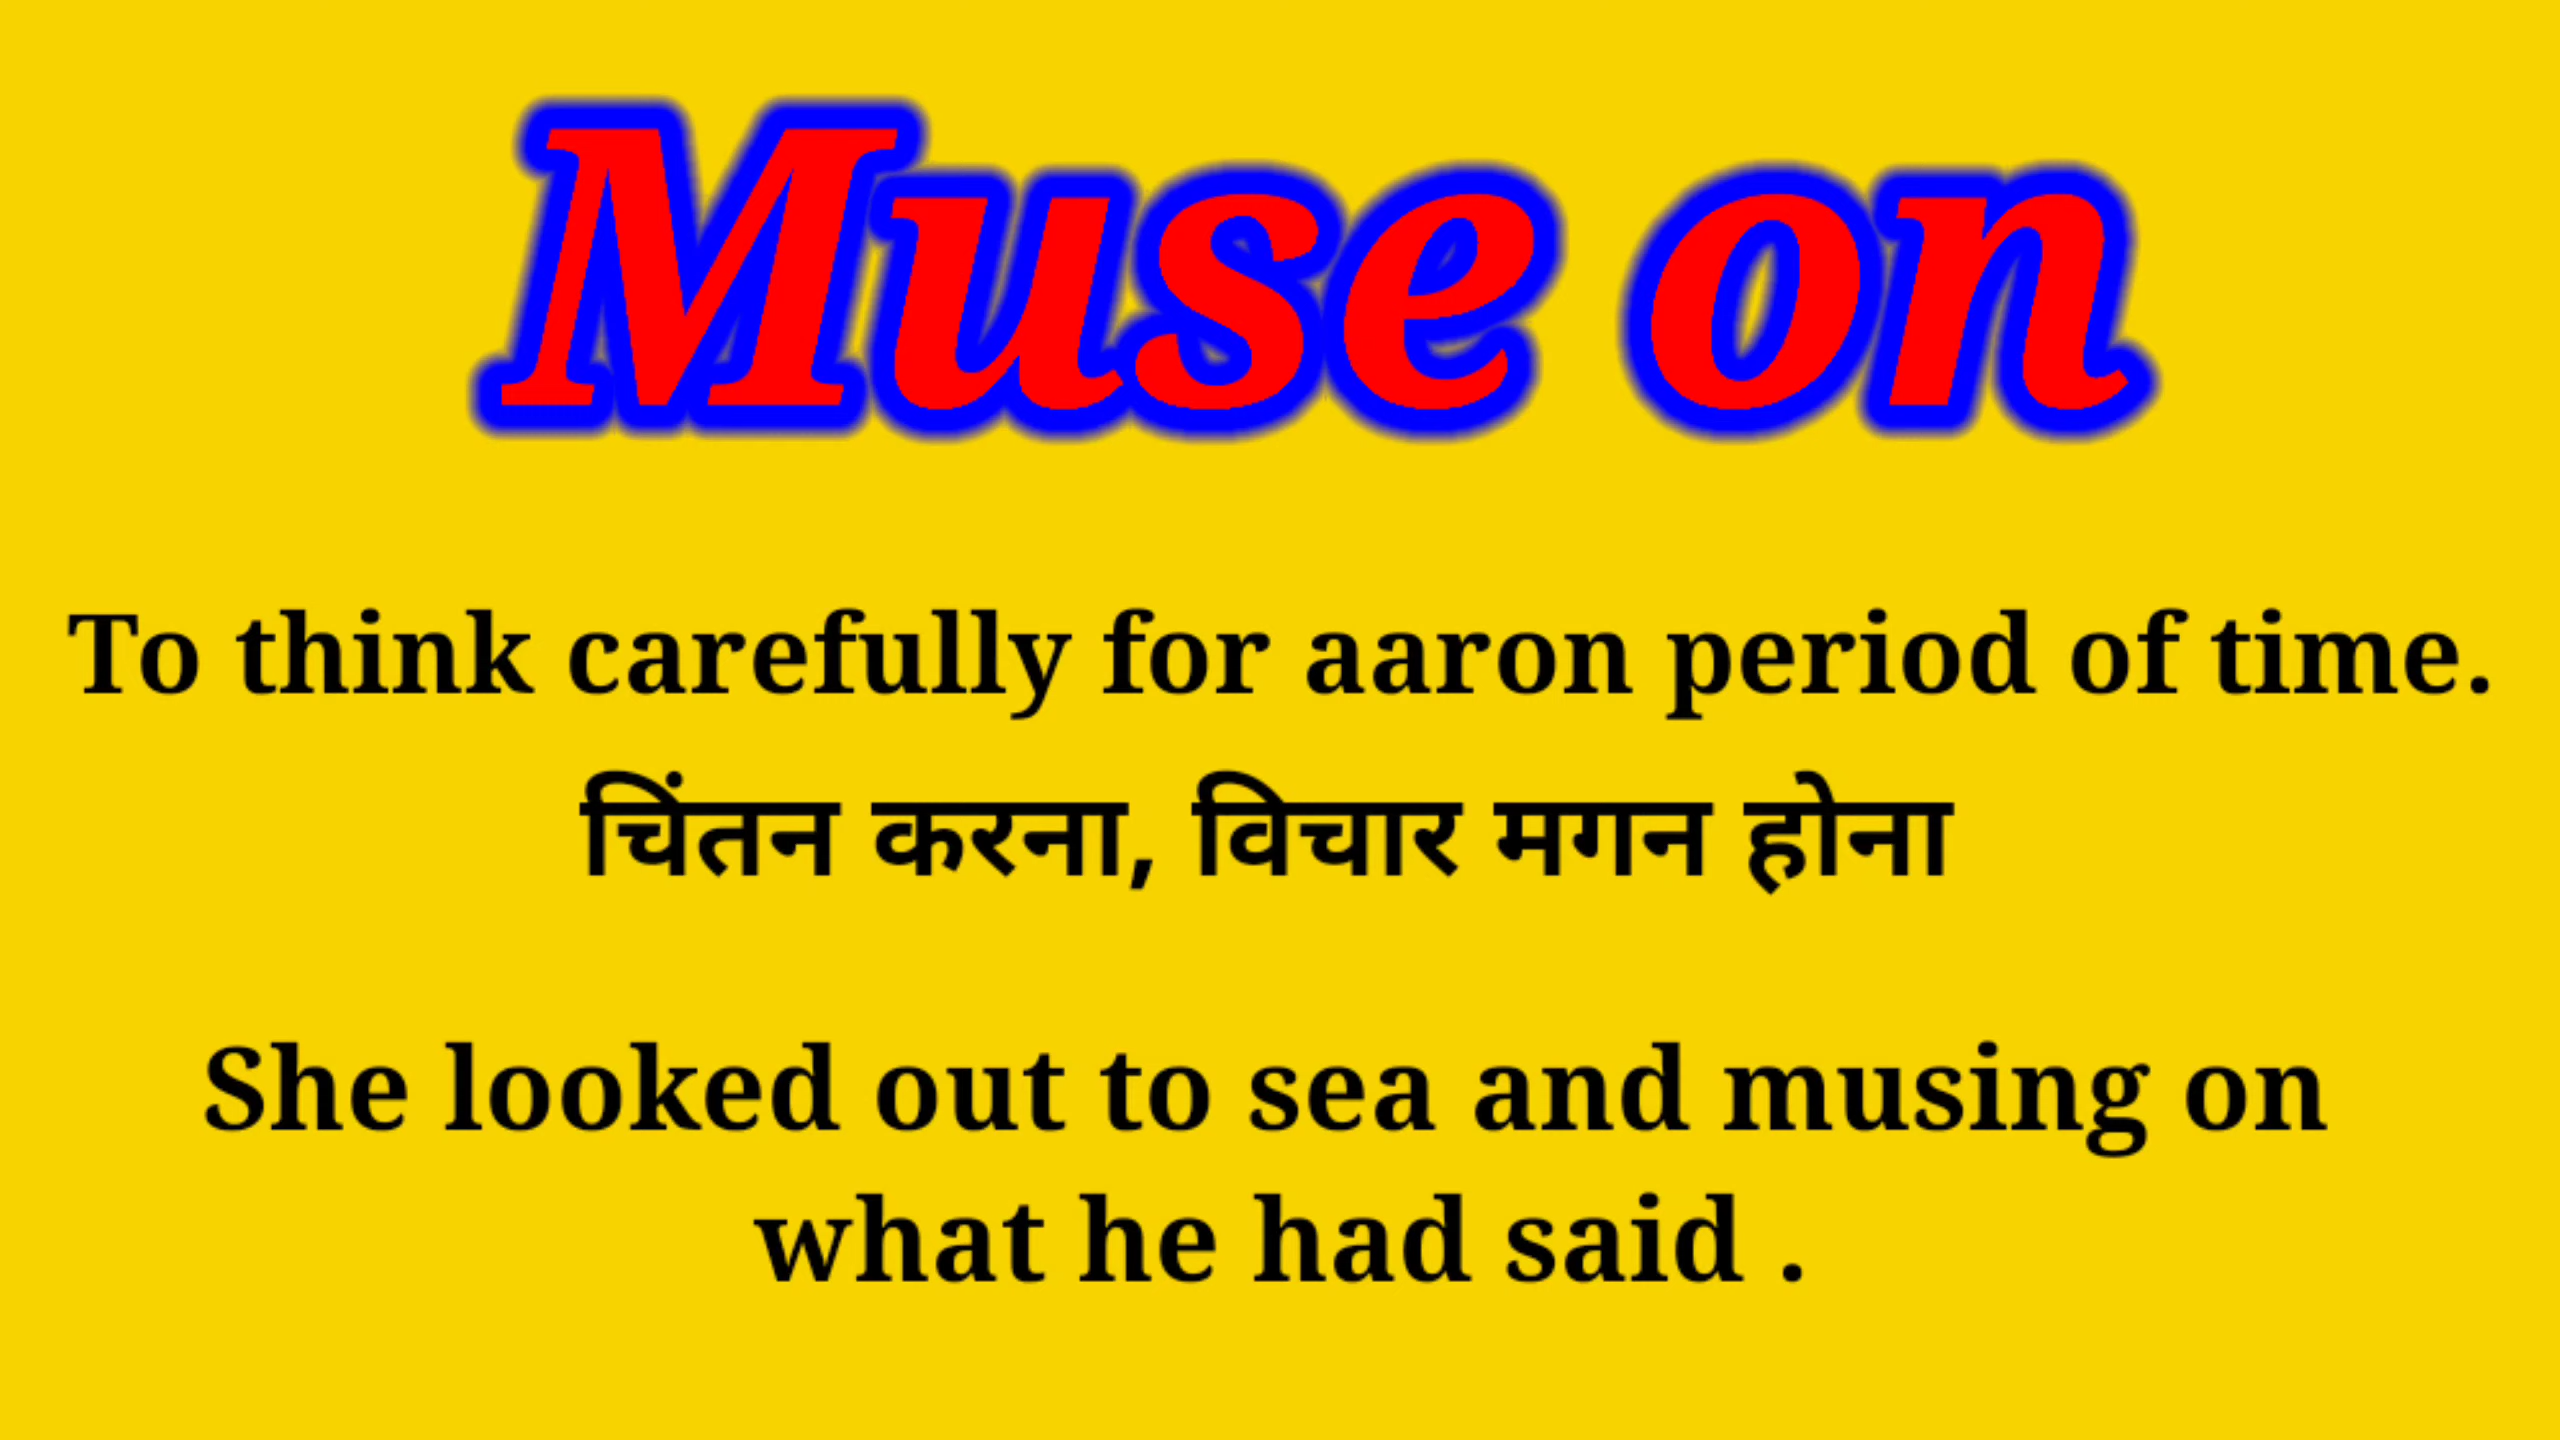 Muse on
To think carefully for aaron period of time.
चिंतन करना, विचार मगन होना
She looked out to sea and musing on
what he had said .